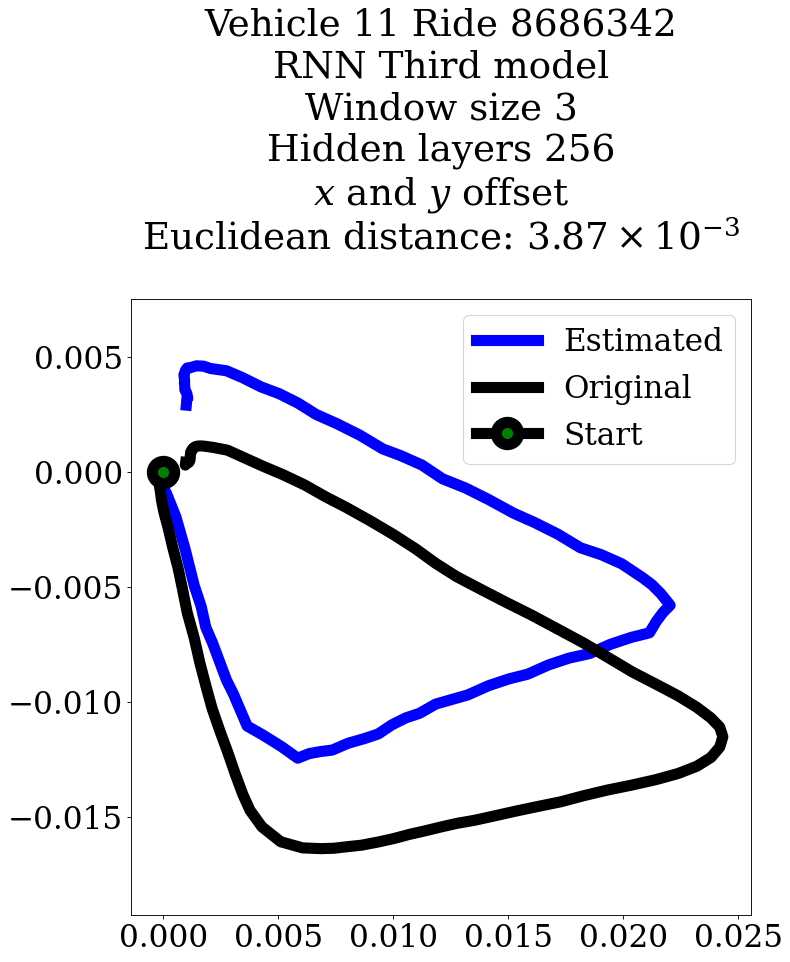 Vehicle 11 Ride 8686342
RNN Third model
Window size 3
Hidden layers 256
x and y offset
Euclidean distance: 3.87 × 10⁻³
Estimated
Original
Start
0.005
0.000
−0.005
−0.010
−0.015
0.000 0.005 0.010 0.015 0.020 0.025